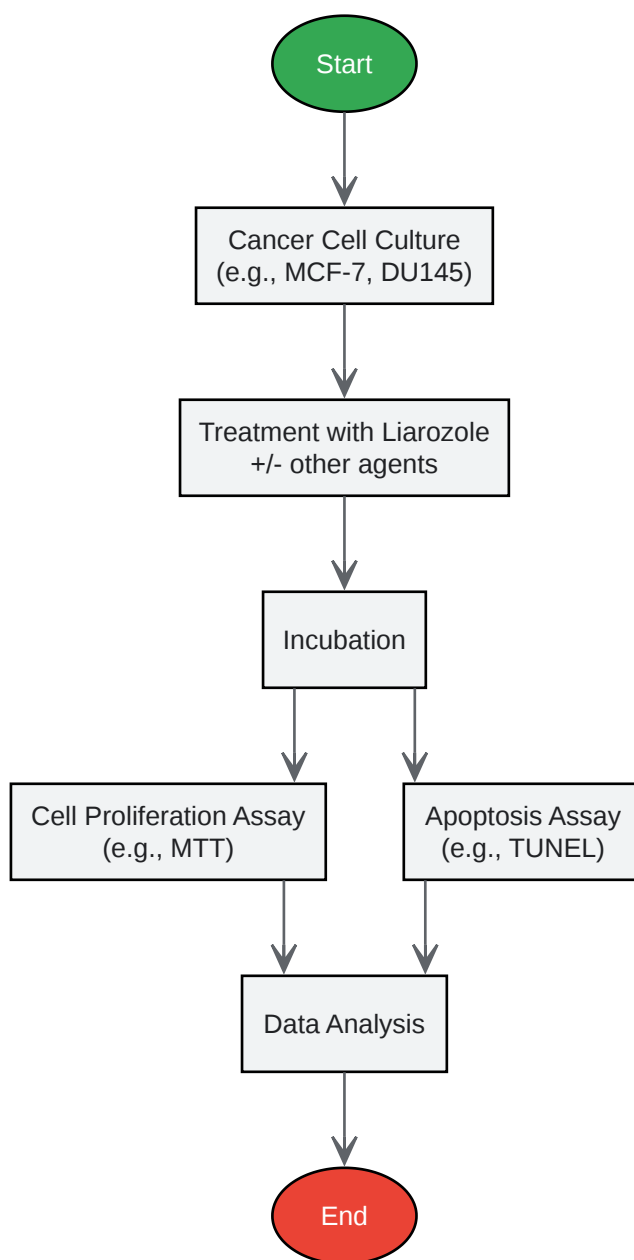 Start
Cancer Cell Culture
(e.g., MCF-7, DU145)
Treatment with Liarozole
+/- other agents
Incubation
Cell Proliferation Assay
(e.g., MTT)
Apoptosis Assay
(e.g., TUNEL)
Data Analysis
End